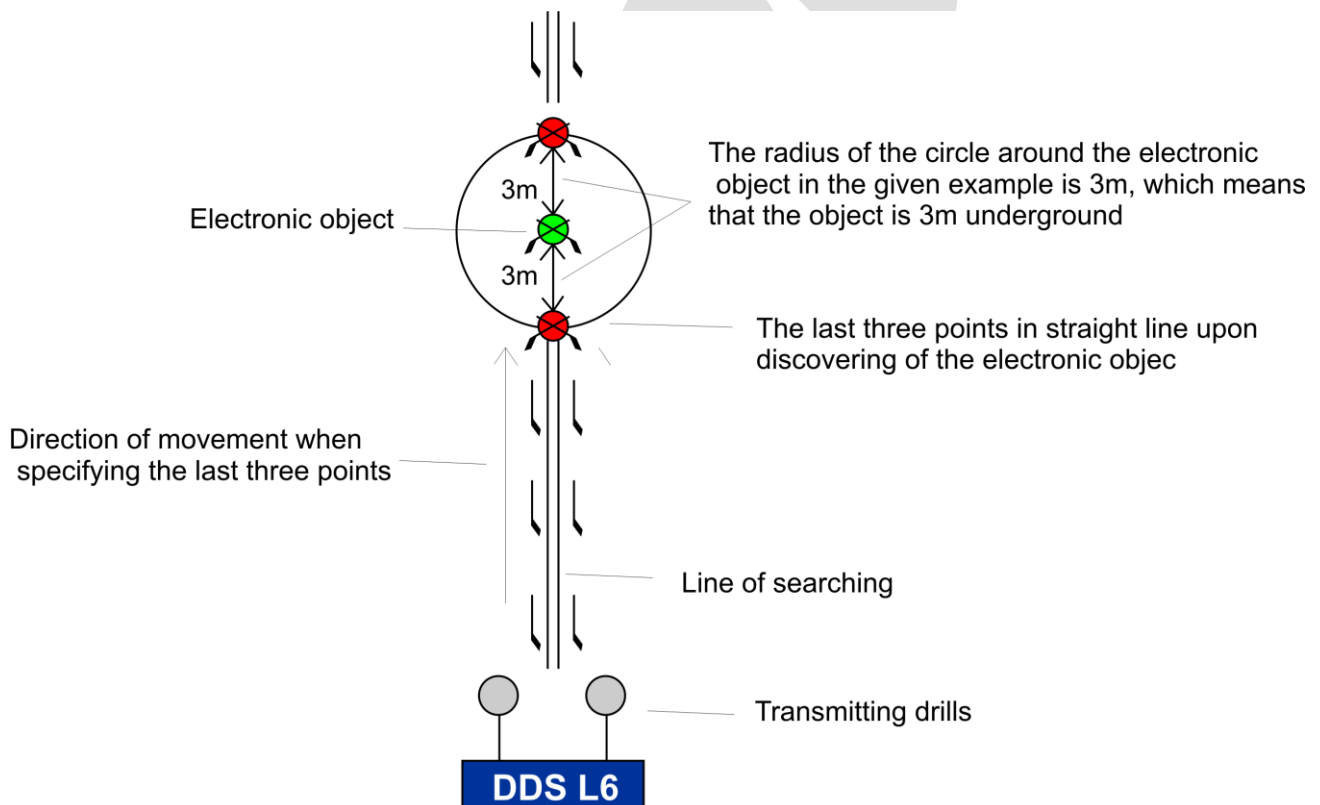 The radius of the circle around the electronic
object in the given example is 3m, which means
that the object is 3m underground
3m
Electronic object
3m
The last three points in straight line upon
discovering of the electronic objec
Direction of movement when
specifying the last three points
Line of searching
Transmitting drills
DDS L6